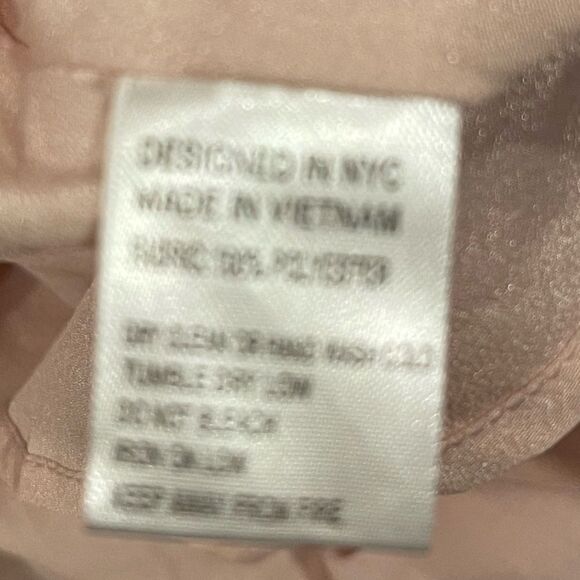 DESIGNED IN NYC
MADE IN VIETNAM
FABRIC: 100% POLYESTER
DRY CLEAN OR HAND WASH COLD
TUMBLE DRY LOW
DO NOT BLEACH
IRON ON LOW
KEEP AWAY FROM FIRE